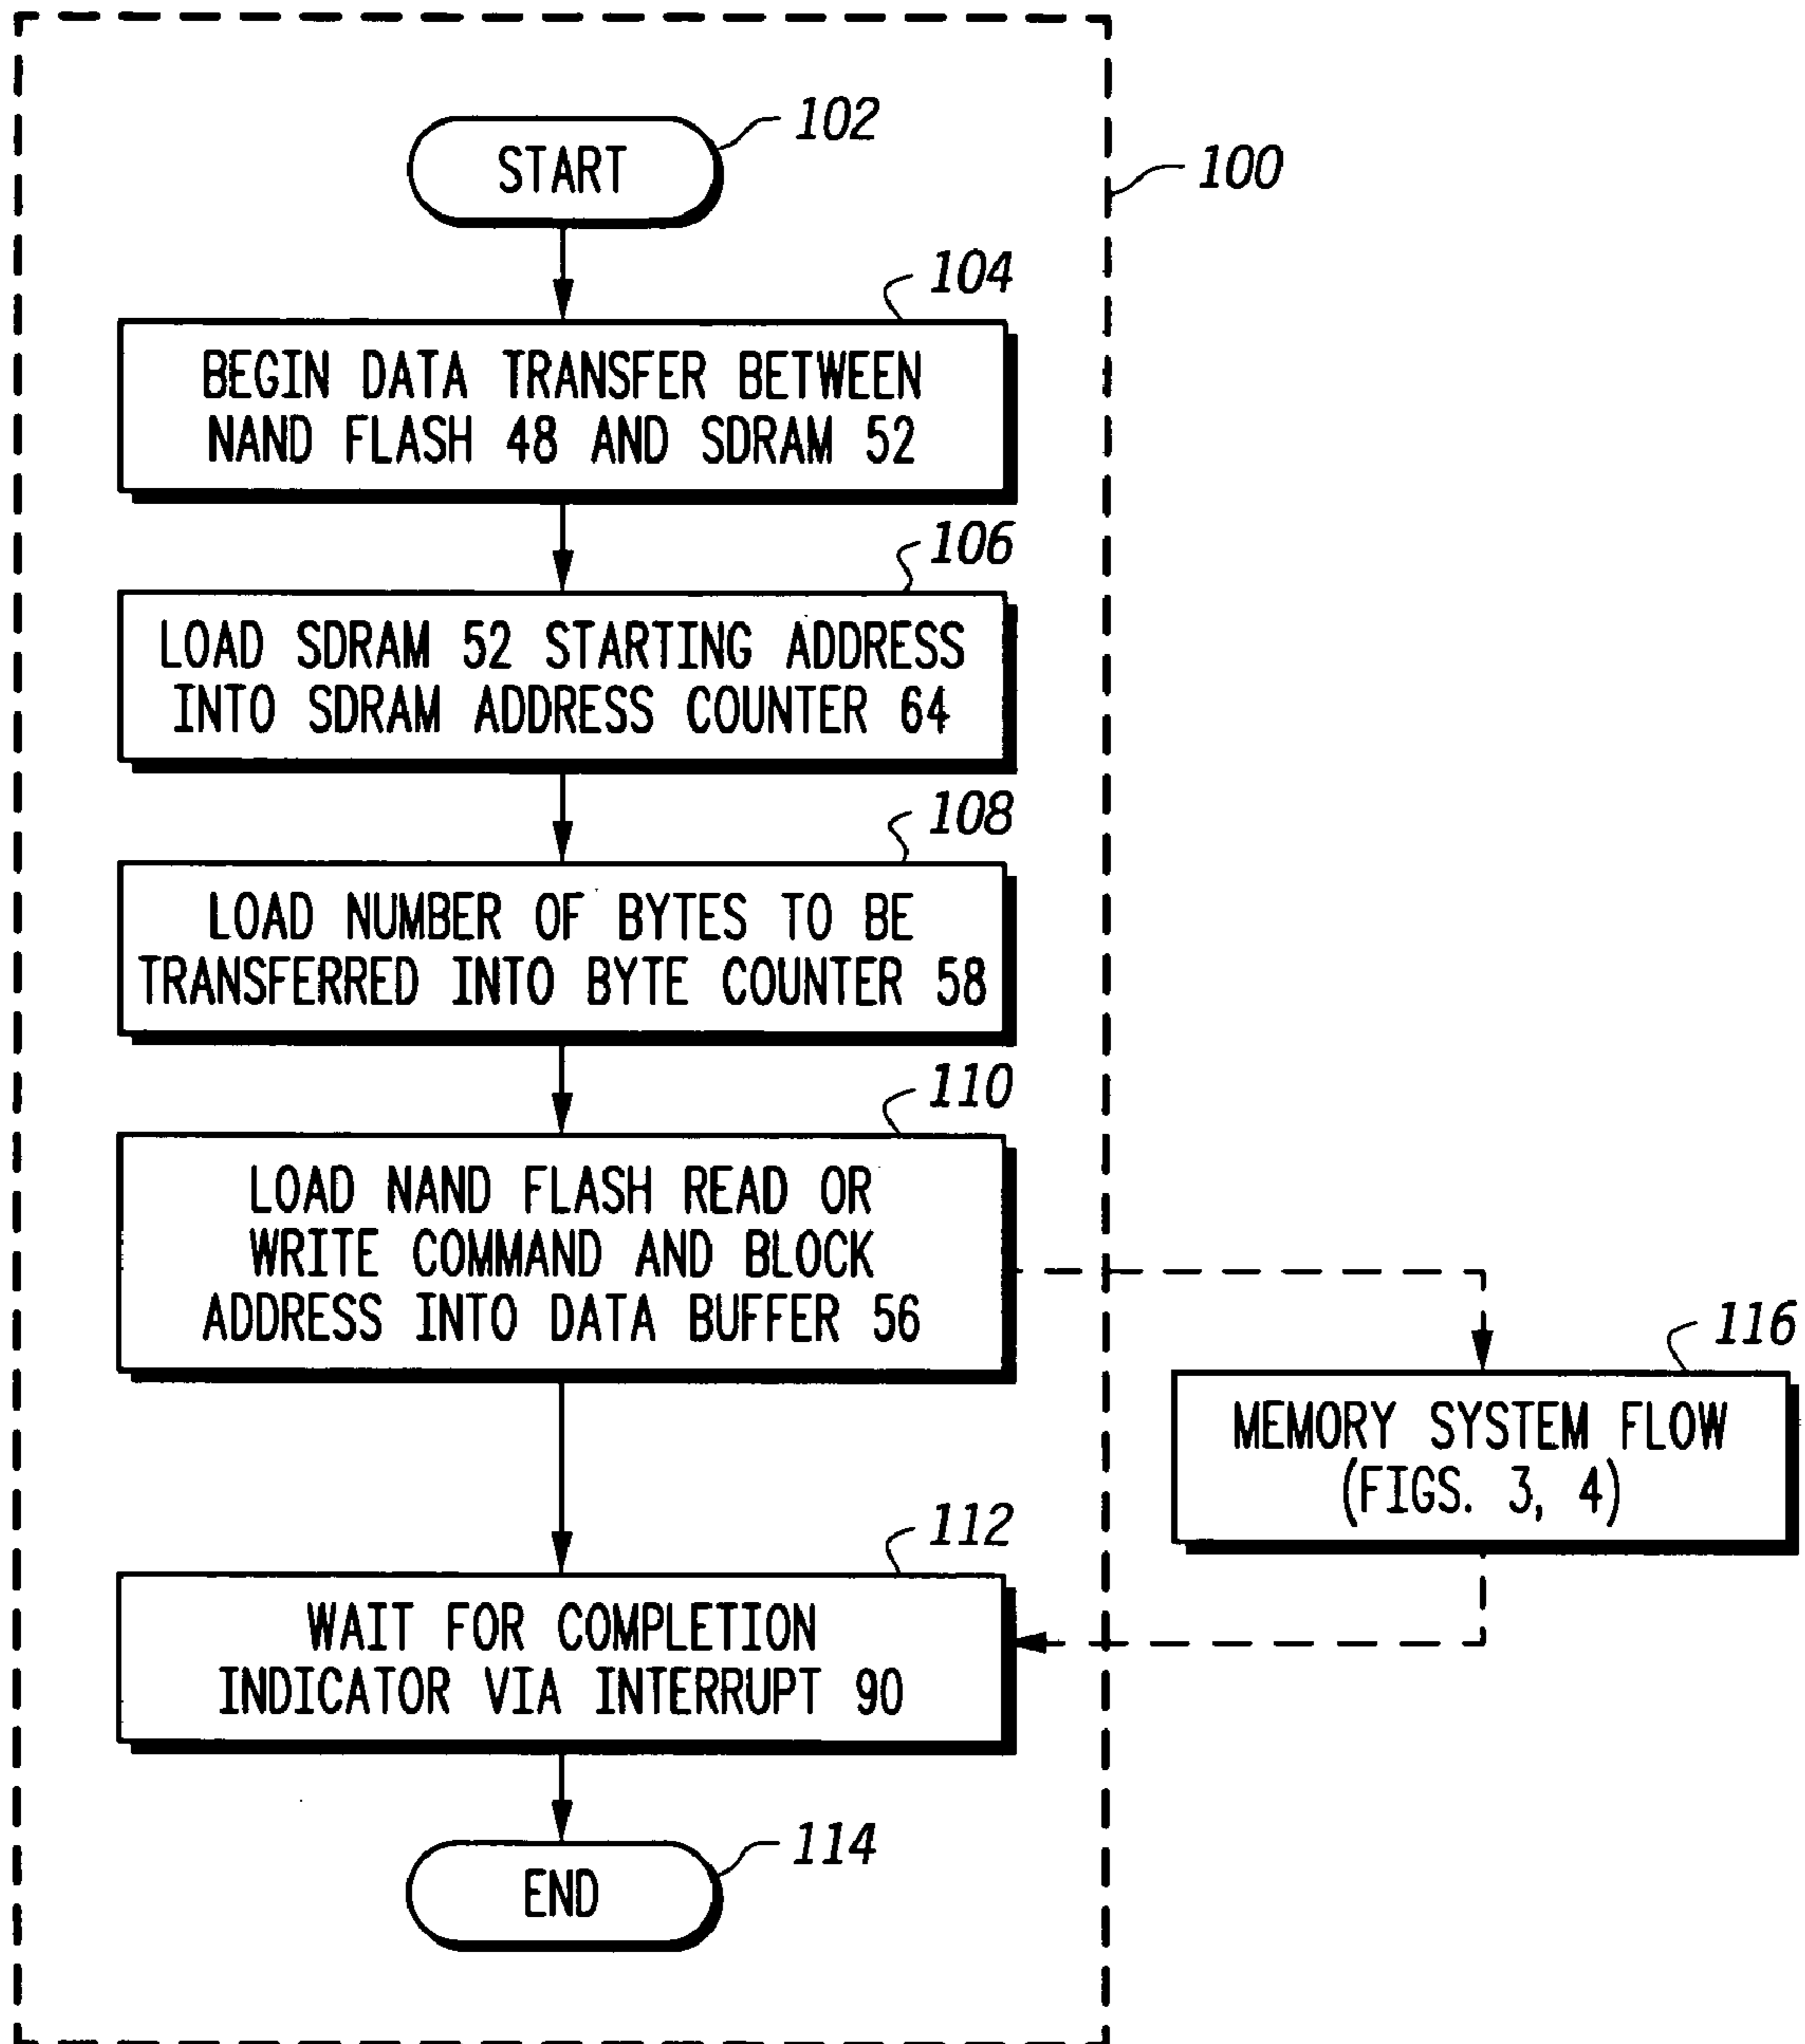 102
START
100
104
BEGIN DATA TRANSFER BETWEEN
NAND FLASH 48 AND SDRAM 52
106
LOAD SDRAM 52 STARTING ADDRESS
INTO SDRAM ADDRESS COUNTER 64
108
LOAD NUMBER OF BYTES TO BE
TRANSFERRED INTO BYTE COUNTER 58
110
LOAD NAND FLASH READ OR
WRITE COMMAND AND BLOCK
ADDRESS INTO DATA BUFFER 56
116
MEMORY SYSTEM FLOW
(FIGS. 3, 4)
112
WAIT FOR COMPLETION
INDICATOR VIA INTERRUPT 90
114
END